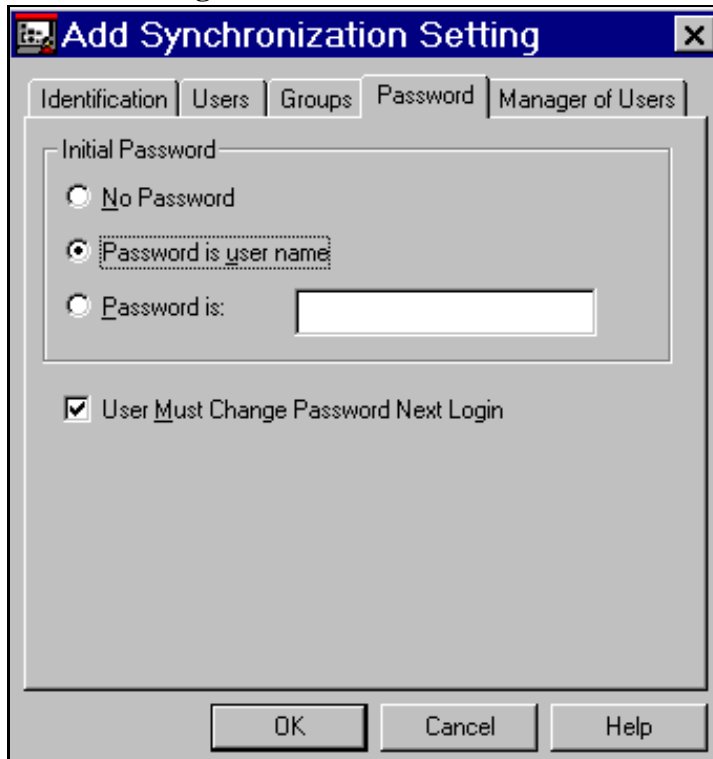 Add Synchronization Setting
Identification Users Groups Password Manager of Users
Initial Password
No Password
Password is user name
Password is:
User Must Change Password Next Login
OK Cancel Help